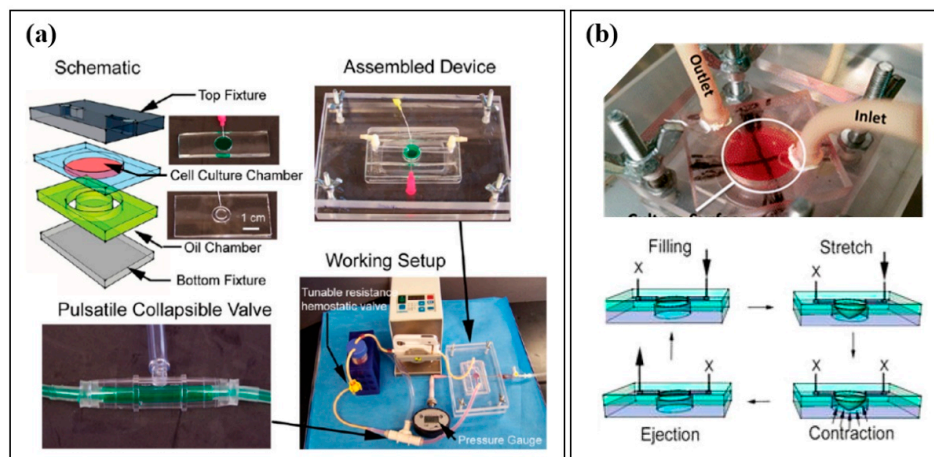 (a)
Schematic
Top Fixture
Cell Culture Chamber
1 cm
Oil Chamber
Bottom Fixture
Assembled Device
Pulsatile Collapsible Valve
Working Setup
Tunable resistance
hemostatic valve
Pressure Gauge
(b)
Outlet
Inlet
Filling
Stretch
X
X
X
X
X
X
Ejection
Contraction